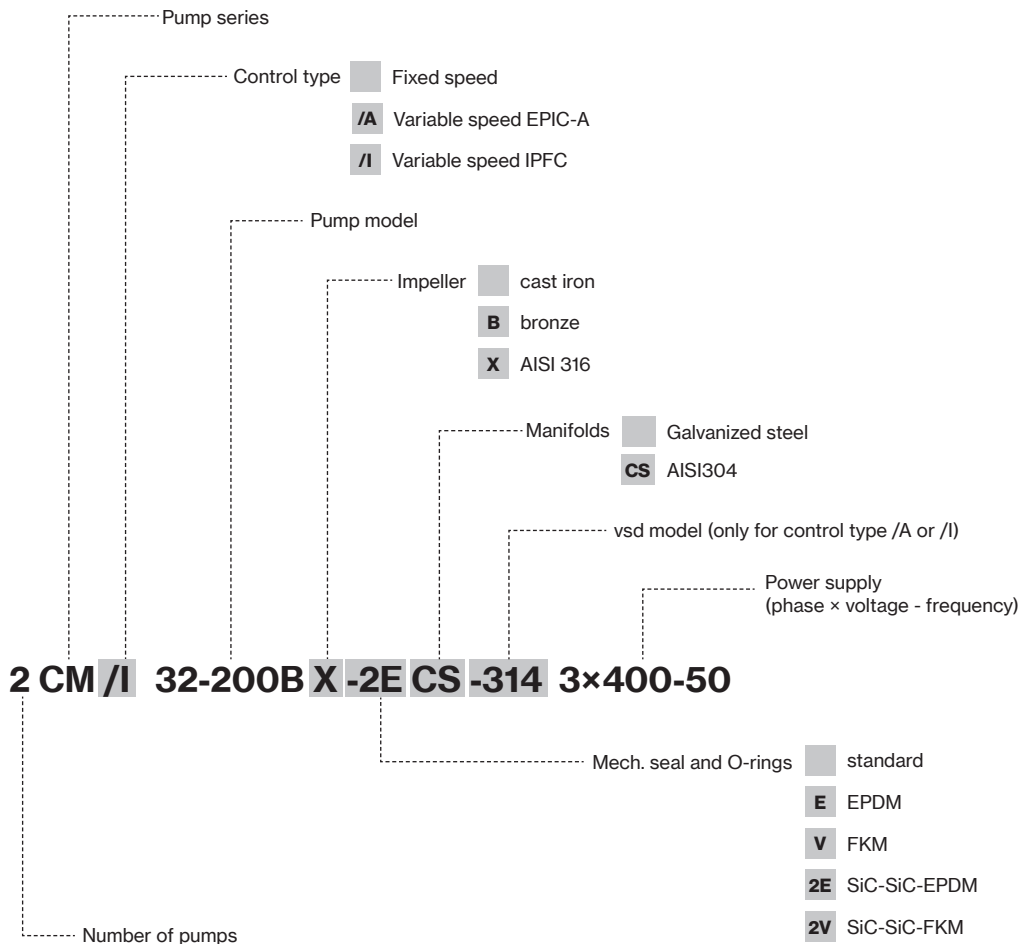 Pump series
Control type Fixed speed
/A Variable speed EPIC-A
/I Variable speed IPFC
Pump model
Impeller cast iron
B bronze
X AISI 316
Manifolds Galvanized steel
CS AISI304
vsd model (only for control type /A or /I)
Power supply
(phase × voltage - frequency)
2 CM /I 32-200B X -2E CS -314 3×400-50
Mech. seal and O-rings standard
E EPDM
V FKM
2E SiC-SiC-EPDM
2V SiC-SiC-FKM
Number of pumps